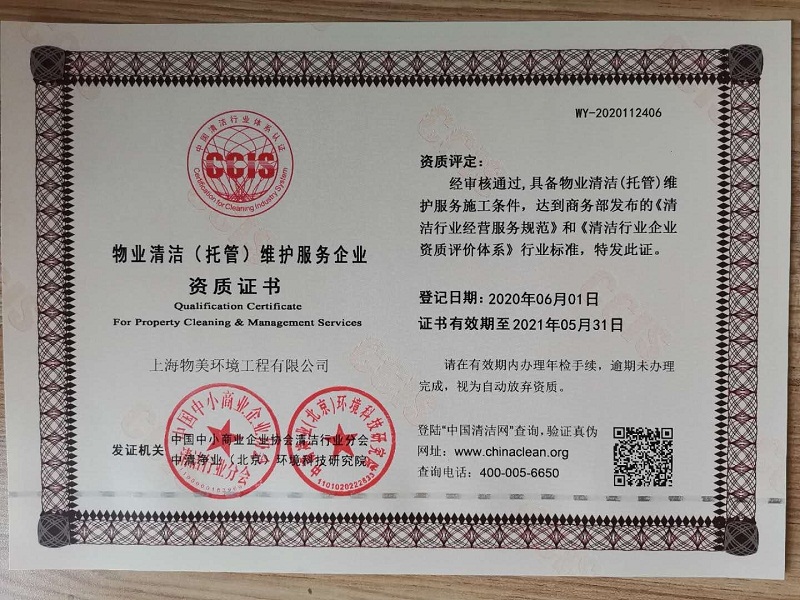 WY-2020112406
中国清洁行业体系认证
CCIS
Certification for Cleaning Industry System
物业清洁（托管）维护服务企业
资质证书
Qualification Certificate
For Property Cleaning & Management Services
上海物美环境工程有限公司
发证机关
中国中小商业企业协会清洁行业分会
中清净业（北京）环境科技研究院
1101020222833
资质评定：
经审核通过，具备物业清洁(托管)维
护服务施工条件，达到商务部发布的《清
洁行业经营服务规范》和《清洁行业企业
资质评价体系》行业标准，特发此证。
登记日期：2020年06月01日
证书有效期至2021年05月31日
请在有效期内办理年检手续，逾期未办理
完成，视为自动放弃资质。
登陆“中国清洁网”查询，验证真伪
网址：www.chinaclean.org
查询电话：400-005-6650